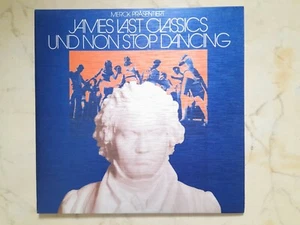 MERCK PRÄSENTIERT:
JAMES LAST CLASSICS
UND NON STOP DANCING